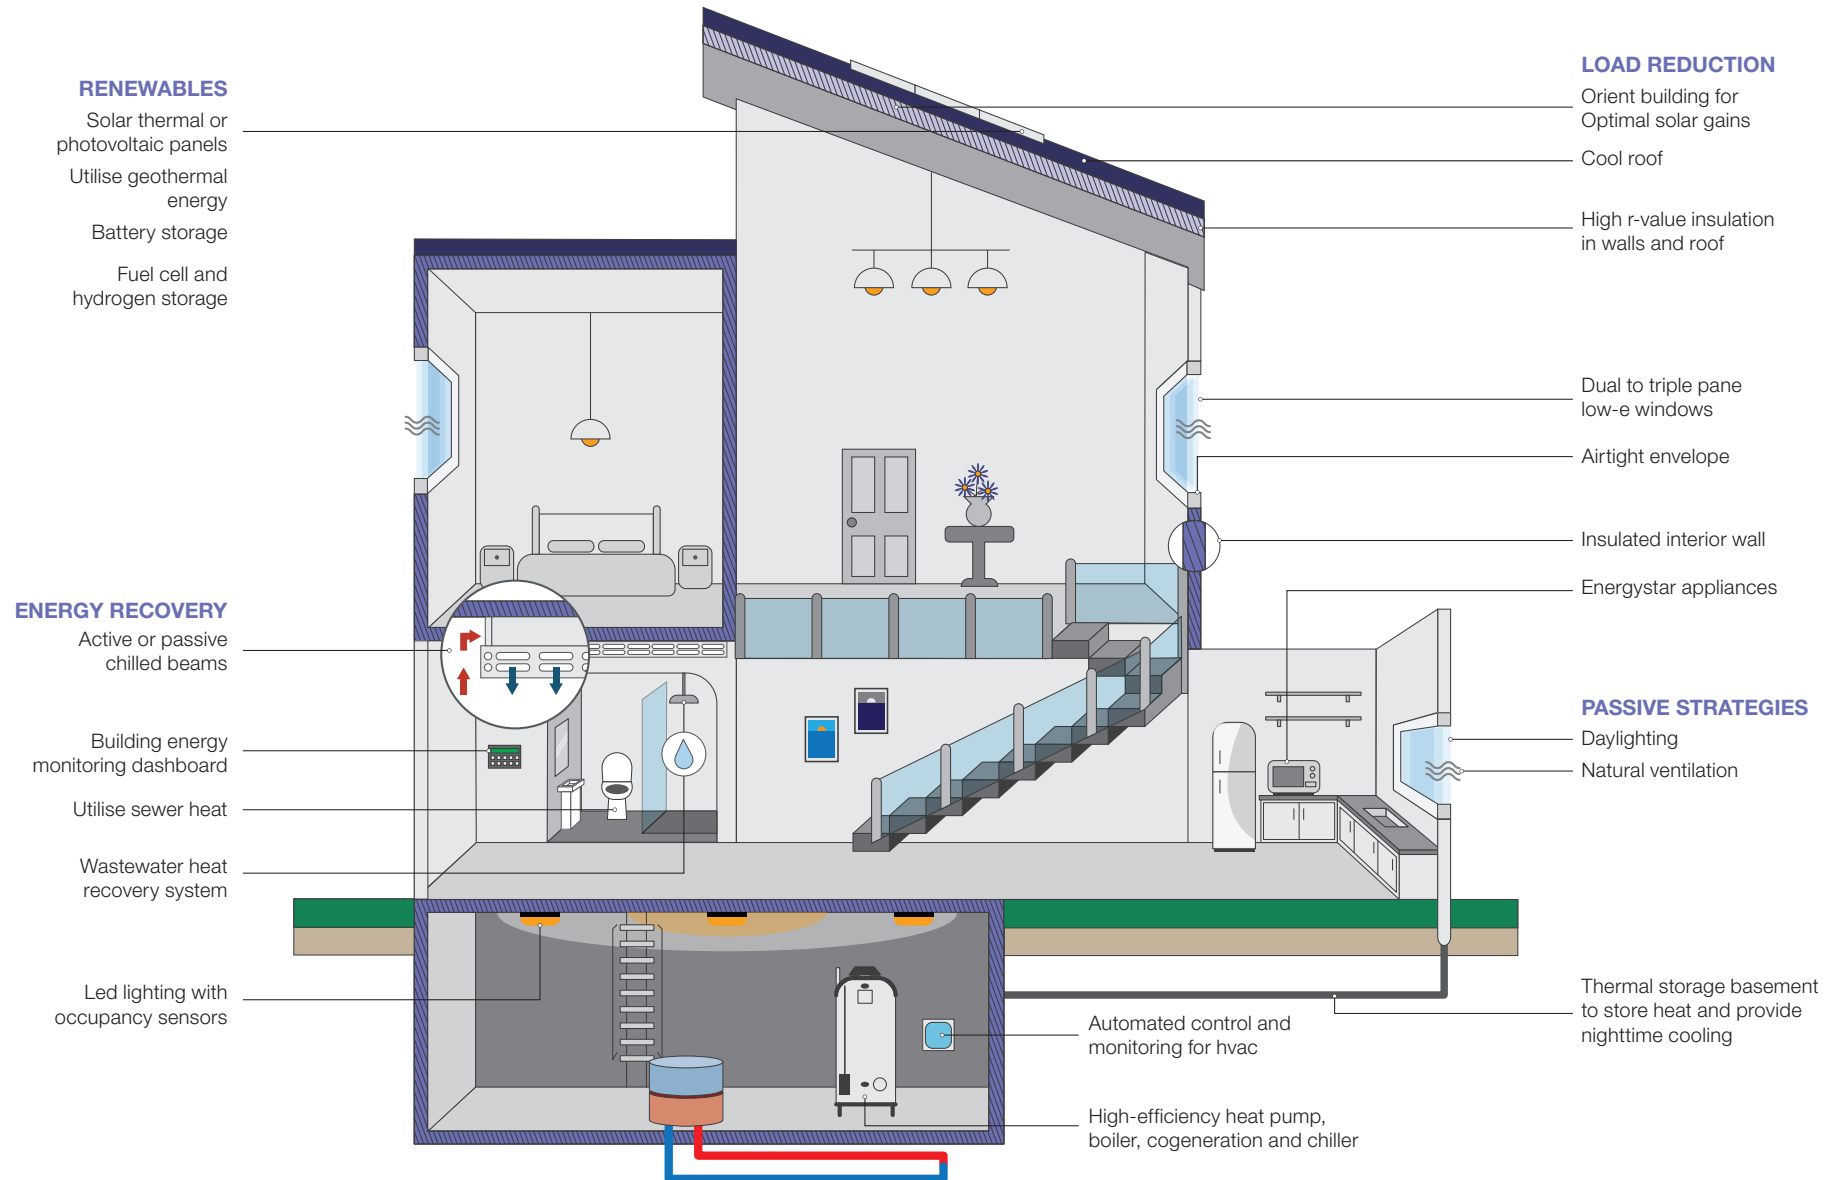 RENEWABLES
Solar thermal or
photovoltaic panels
Utilise geothermal
energy
Battery storage
Fuel cell and
hydrogen storage
ENERGY RECOVERY
Active or passive
chilled beams
Building energy
monitoring dashboard
Utilise sewer heat
Wastewater heat
recovery system
Led lighting with
occupancy sensors
LOAD REDUCTION
Orient building for
Optimal solar gains
Cool roof
High r-value insulation
in walls and roof
Dual to triple pane
low-e windows
Airtight envelope
Insulated interior wall
Energystar appliances
PASSIVE STRATEGIES
Daylighting
Natural ventilation
Thermal storage basement
to store heat and provide
nighttime cooling
Automated control and
monitoring for hvac
High-efficiency heat pump,
boiler, cogeneration and chiller